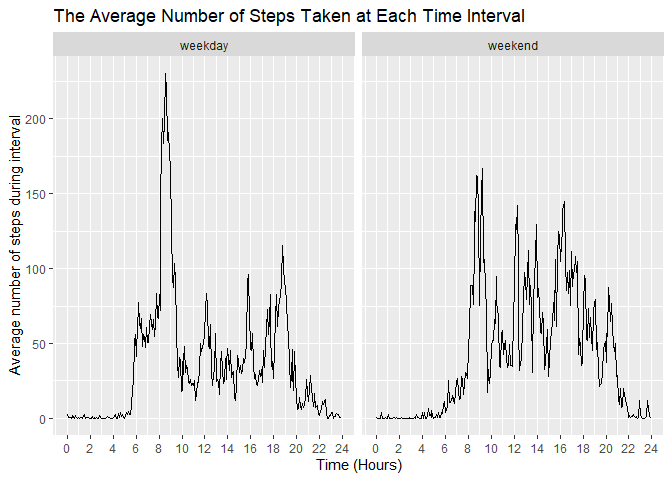 The Average Number of Steps Taken at Each Time Interval
weekday weekend
Average number of steps during interval
200
150
100
50
0
0 2 4 6 8 10 12 14 16 18 20 22 24 0 2 4 6 8 10 12 14 16 18 20 22 24
Time (Hours)